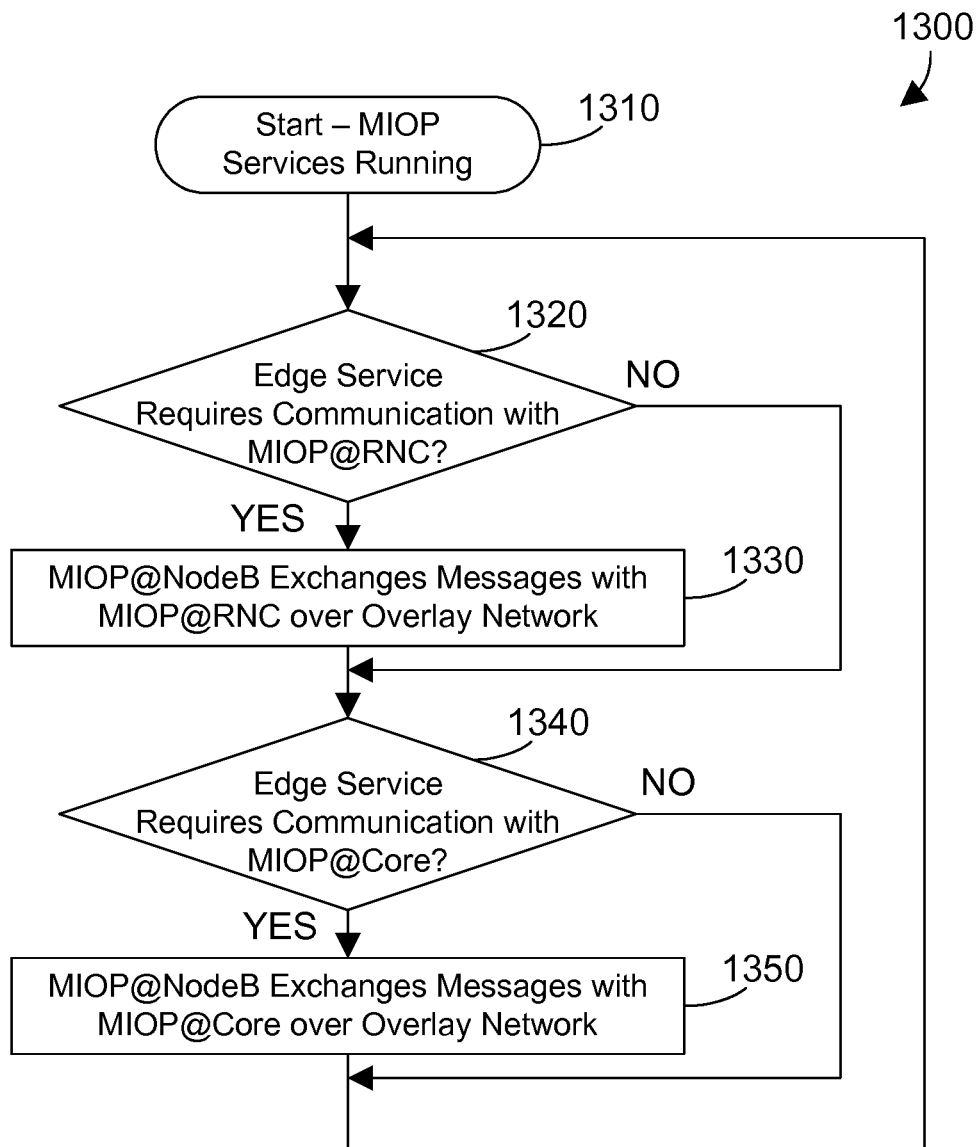 1300
Start – MIOP
Services Running
1310
1320
Edge Service
Requires Communication with
MIOP@RNC?
NO
YES
MIOP@NodeB Exchanges Messages with
MIOP@RNC over Overlay Network
1330
1340
Edge Service
Requires Communication with
MIOP@Core?
NO
YES
MIOP@NodeB Exchanges Messages with
MIOP@Core over Overlay Network
1350